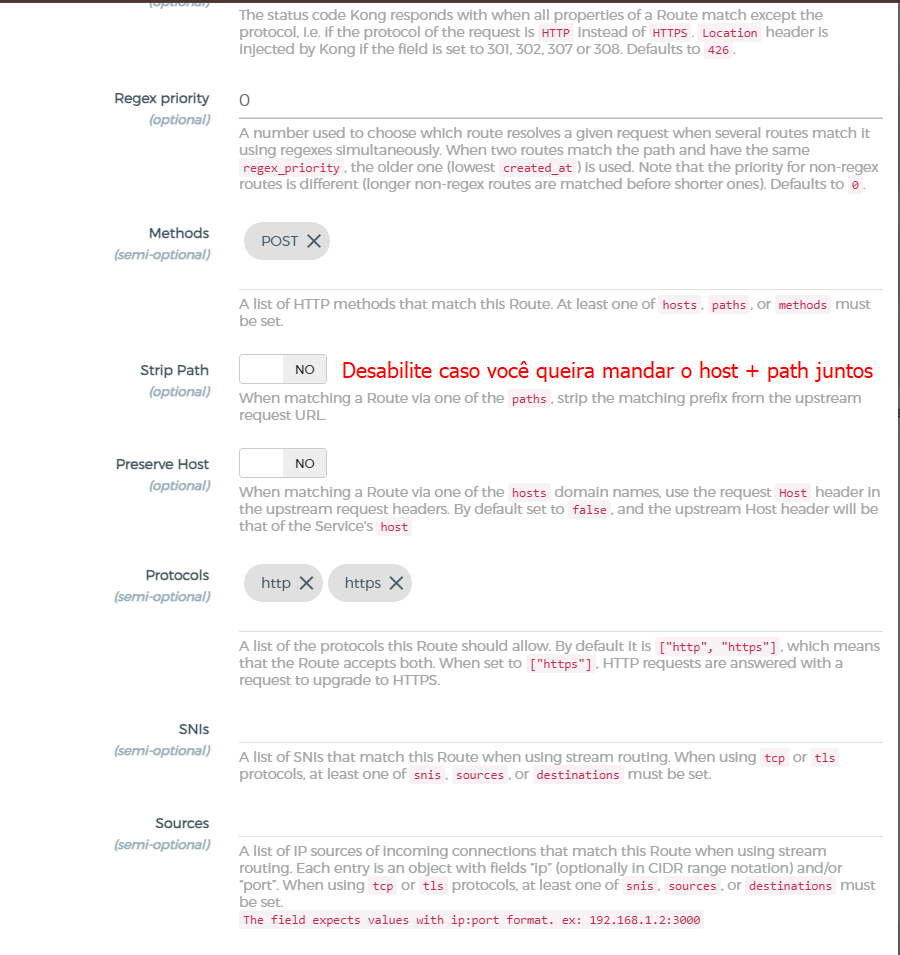 (optional)
The status code Kong responds with when all properties of a Route match except the
protocol, i.e. if the protocol of the request is HTTP instead of HTTPS. Location header is
injected by Kong if the field is set to 301, 302, 307 or 308. Defaults to 426.
Regex priority
(optional)
0
A number used to choose which route resolves a given request when several routes match it
using regexes simultaneously. When two routes match the path and have the same
regex_priority, the older one (lowest created_at) is used. Note that the priority for non-regex
routes is different (longer non-regex routes are matched before shorter ones). Defaults to 0.
Methods
(semi-optional)
POST
A list of HTTP methods that match this Route. At least one of hosts, paths, or methods must
be set.
Strip Path
(optional)
NO
Desabilite caso você queira mandar o host + path juntos
When matching a Route via one of the paths, strip the matching prefix from the upstream
request URL.
Preserve Host
(optional)
NO
When matching a Route via one of the hosts domain names, use the request Host header in
the upstream request headers. By default set to false, and the upstream Host header will be
that of the Service's host
Protocols
(semi-optional)
http https
A list of the protocols this Route should allow. By default it is ["http", "https"], which means
that the Route accepts both. When set to ["https"], HTTP requests are answered with a
request to upgrade to HTTPS.
SNIs
(semi-optional)
A list of SNIs that match this Route when using stream routing. When using tcp or tls
protocols, at least one of snis, sources, or destinations must be set.
Sources
(semi-optional)
A list of IP sources of incoming connections that match this Route when using stream
routing. Each entry is an object with fields "ip" (optionally in CIDR range notation) and/or
"port". When using tcp or tls protocols, at least one of snis, sources, or destinations must
be set.
The field expects values with ip:port format. ex: 192.168.1.2:3000